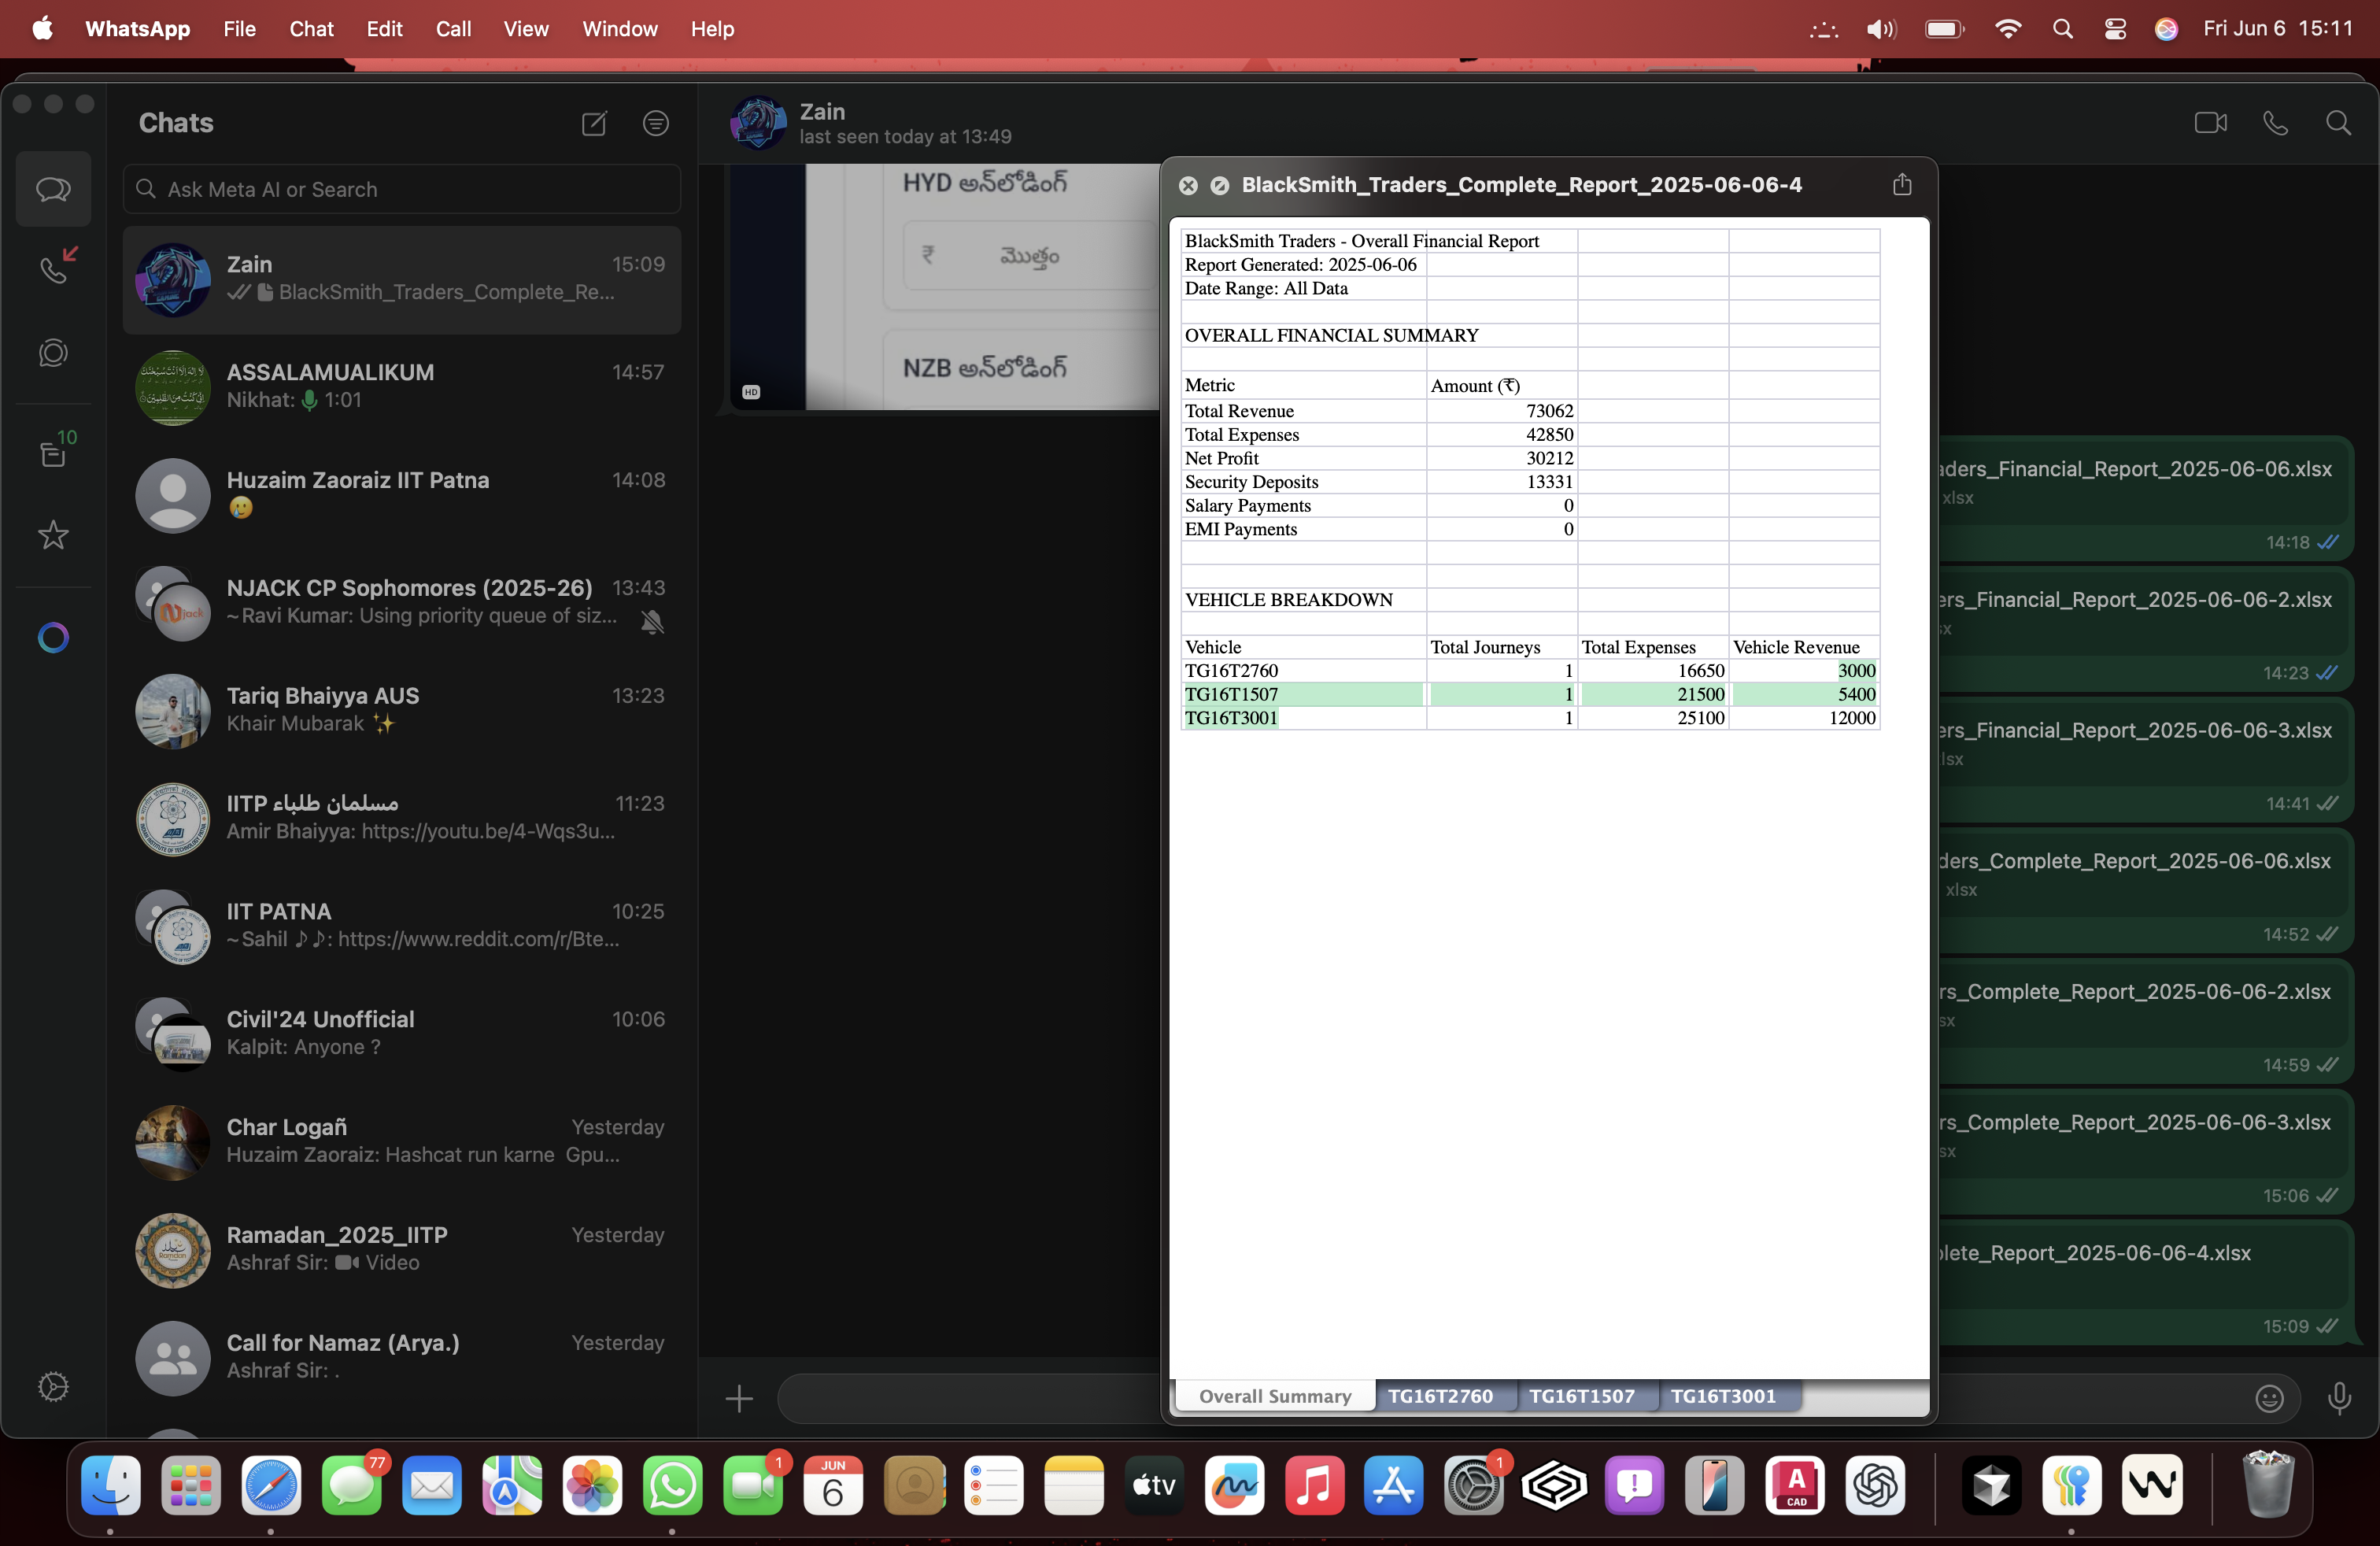 WhatsApp File Chat Edit Call View Window Help Fri Jun 6 15:11
Chats
Ask Meta AI or Search
Zain 15:09
BlackSmith_Traders_Complete_Re...
ASSALAMUALIKUM 14:57
Nikhat: 1:01
10
Huzaim Zaoraiz IIT Patna 14:08
🥲
NJACK CP Sophomores (2025-26) 13:43
~Ravi Kumar: Using priority queue of siz...
Njack
Tariq Bhaiyya AUS 13:23
Khair Mubarak ✨
IITP مسلمان طلباء 11:23
Amir Bhaiyya: https://youtu.be/4-Wqs3u...
IIT PATNA 10:25
~Sahil ♪♪: https://www.reddit.com/r/Bte...
Civil'24 Unofficial 10:06
Kalpit: Anyone ?
Char Logañ Yesterday
Huzaim Zaoraiz: Hashcat run karne Gpu...
Ramadan_2025_IITP Yesterday
Ashraf Sir: Video
Call for Namaz (Arya.) Yesterday
Ashraf Sir: .
Zain
last seen today at 13:49
HYD అన్‌లోడింగ్
₹ మొత్తం
NZB అన్‌లోడింగ్
HD
BlackSmith_Traders_Complete_Report_2025-06-06-4
BlackSmith Traders - Overall Financial Report
Report Generated: 2025-06-06
Date Range: All Data
OVERALL FINANCIAL SUMMARY
Metric Amount (₹)
Total Revenue 73062
Total Expenses 42850
Net Profit 30212
Security Deposits 13331
Salary Payments 0
EMI Payments 0
VEHICLE BREAKDOWN
Vehicle Total Journeys Total Expenses Vehicle Revenue
TG16T2760 1 16650 3000
TG16T1507 1 21500 5400
TG16T3001 1 25100 12000
Overall Summary TG16T2760 TG16T1507 TG16T3001
aders_Financial_Report_2025-06-06.xlsx
xlsx
14:18
ers_Financial_Report_2025-06-06-2.xlsx
sx
14:23
ers_Financial_Report_2025-06-06-3.xlsx
lsx
14:41
ders_Complete_Report_2025-06-06.xlsx
xlsx
14:52
rs_Complete_Report_2025-06-06-2.xlsx
sx
14:59
rs_Complete_Report_2025-06-06-3.xlsx
sx
15:06
plete_Report_2025-06-06-4.xlsx
15:09
77
1
JUN
6
tv
1
A
CAD